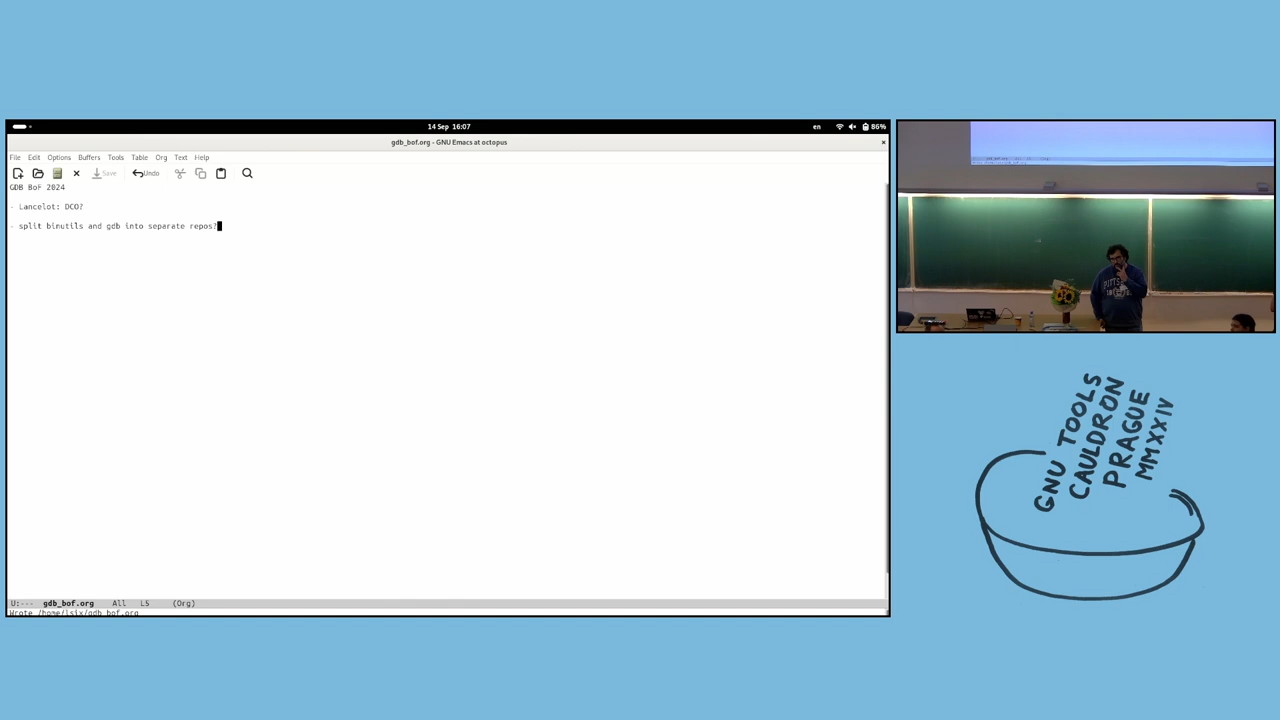 14 Sep 16:07
en
86%
gdb_bof.org - GNU Emacs at octopus
File Edit Options Buffers Tools Table Org Text Help
Save Undo
GDB BoF 2024
- Lancelot: DCO?
- split binutils and gdb into separate repos?
U:--- gdb_bof.org All L5 (Org)
Wrote /home/lsix/gdb_bof.org
PITTS
GNU TOOLS
CAULDRON
PRAGUE
MMXXIV